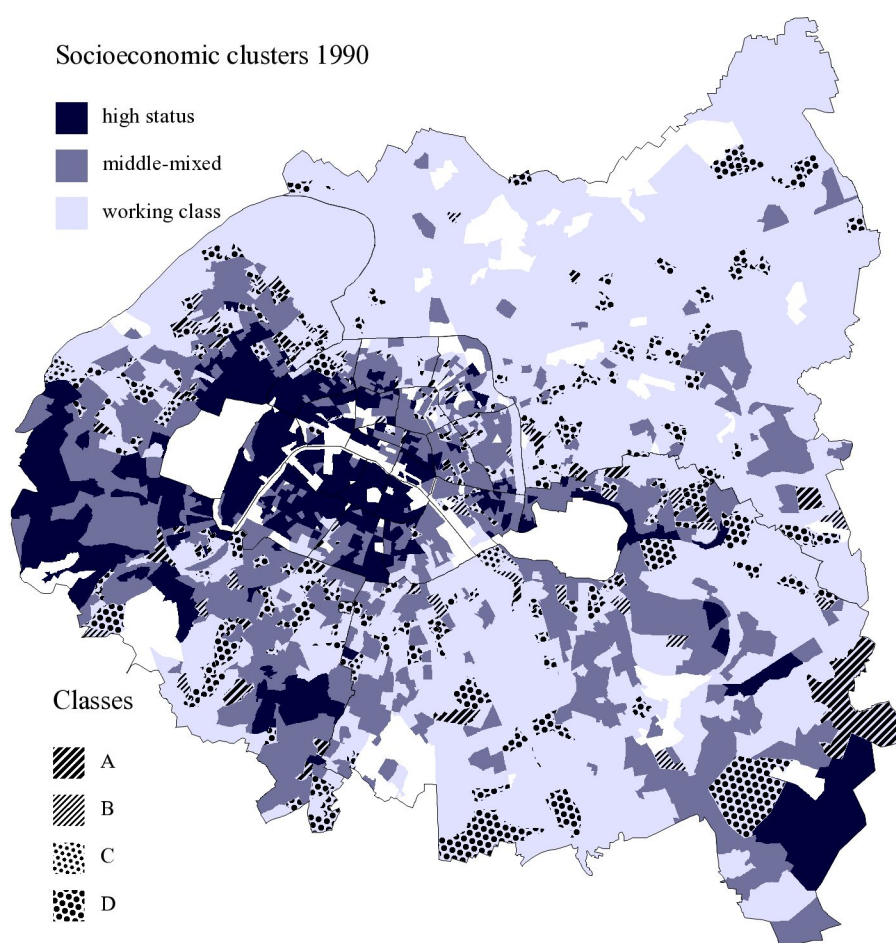 Socioeconomic clusters 1990
high status
middle-mixed
working class
Classes
A
B
C
D